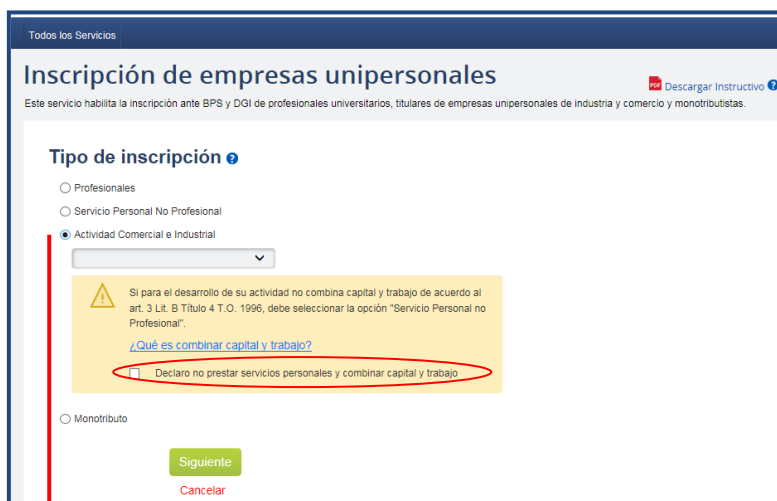 Todos los Servicios
Inscripción de empresas unipersonales
PDF Descargar Instructivo ?
Este servicio habilita la inscripción ante BPS y DGI de profesionales universitarios, titulares de empresas unipersonales de industria y comercio y monotributistas.
Tipo de inscripción ?
Profesionales
Servicio Personal No Profesional
Actividad Comercial e Industrial
Si para el desarrollo de su actividad no combina capital y trabajo de acuerdo al
art. 3 Lit. B Título 4 T.O. 1996, debe seleccionar la opción "Servicio Personal no
Profesional".
¿Qué es combinar capital y trabajo?
Declaro no prestar servicios personales y combinar capital y trabajo
Monotributo
Siguiente
Cancelar